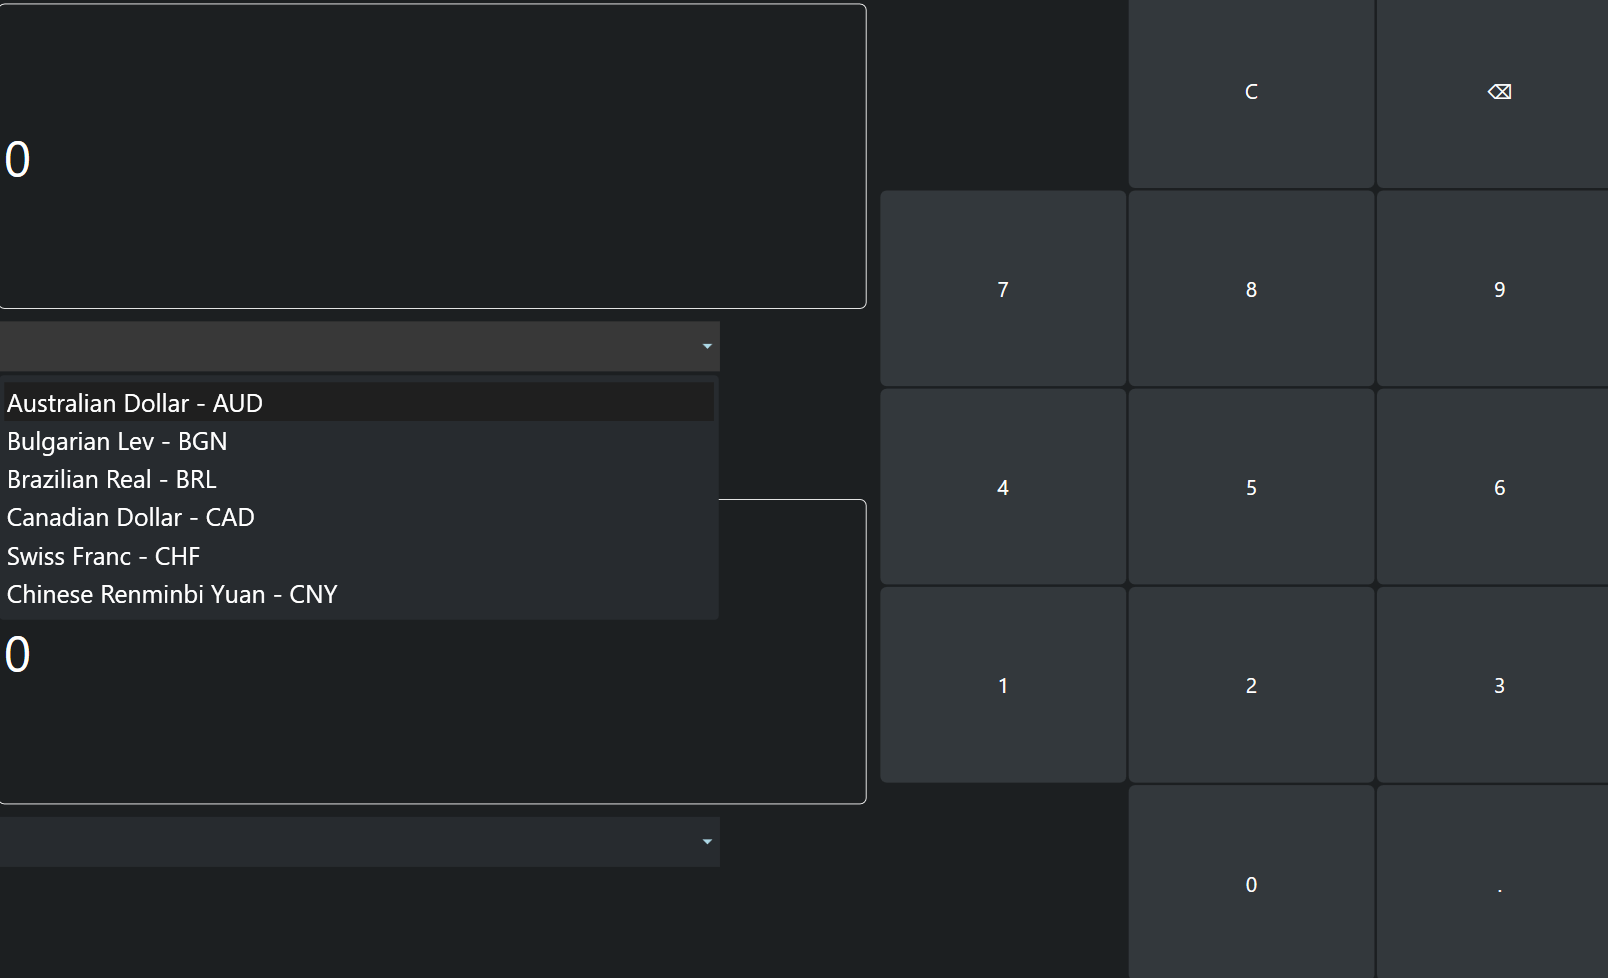 0
Australian Dollar - AUD
Bulgarian Lev - BGN
Brazilian Real - BRL
Canadian Dollar - CAD
Swiss Franc - CHF
Chinese Renminbi Yuan - CNY
0
C ⌫
7 8 9
4 5 6
1 2 3
0 .